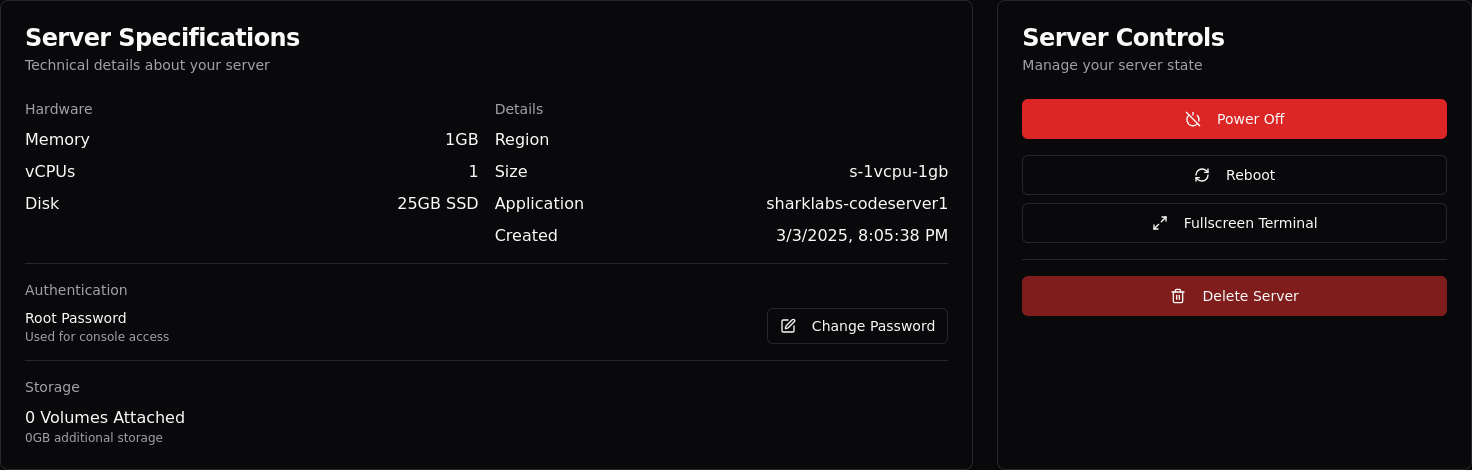 Server Specifications
Technical details about your server
Hardware
Memory 1GB
vCPUs 1
Disk 25GB SSD
Details
Region
Size s-1vcpu-1gb
Application sharklabs-codeserver1
Created 3/3/2025, 8:05:38 PM
Authentication
Root Password
Used for console access
Change Password
Storage
0 Volumes Attached
0GB additional storage
Server Controls
Manage your server state
Power Off
Reboot
Fullscreen Terminal
Delete Server